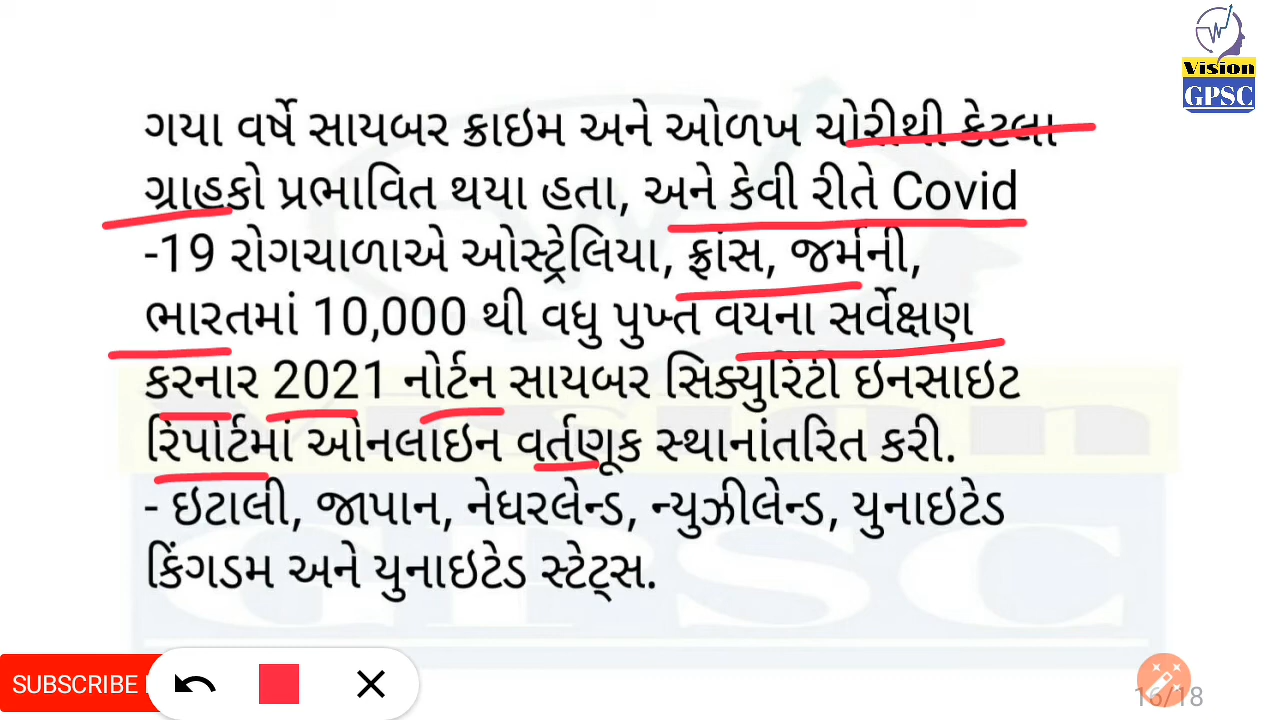 Vision
GPSC
ગયા વર્ષે સાયબર ક્રાઇમ અને ઓળખ ચોરીથી કેટલા
ગ્રાહકો પ્રભાવિત થયા હતા, અને કેવી રીતે Covid
-19 રોગચાળાએ ઓસ્ટ્રેલિયા, ફ્રાંસ, જર્મની,
ભારતમાં 10,000 થી વધુ પુખ્ત વયના સર્વેક્ષણ
કરનાર 2021 નોર્ટન સાયબર સિક્યુરિટી ઇનસાઇટ
રિપોર્ટમાં ઓનલાઇન વર્તણૂક સ્થાનાંતરિત કરી.
- ઇટાલી, જાપાન, નેધરલેન્ડ, ન્યુઝીલેન્ડ, યુનાઇટેડ
કિંગડમ અને યુનાઇટેડ સ્ટેટ્સ.
SUBSCRIBE
16/18